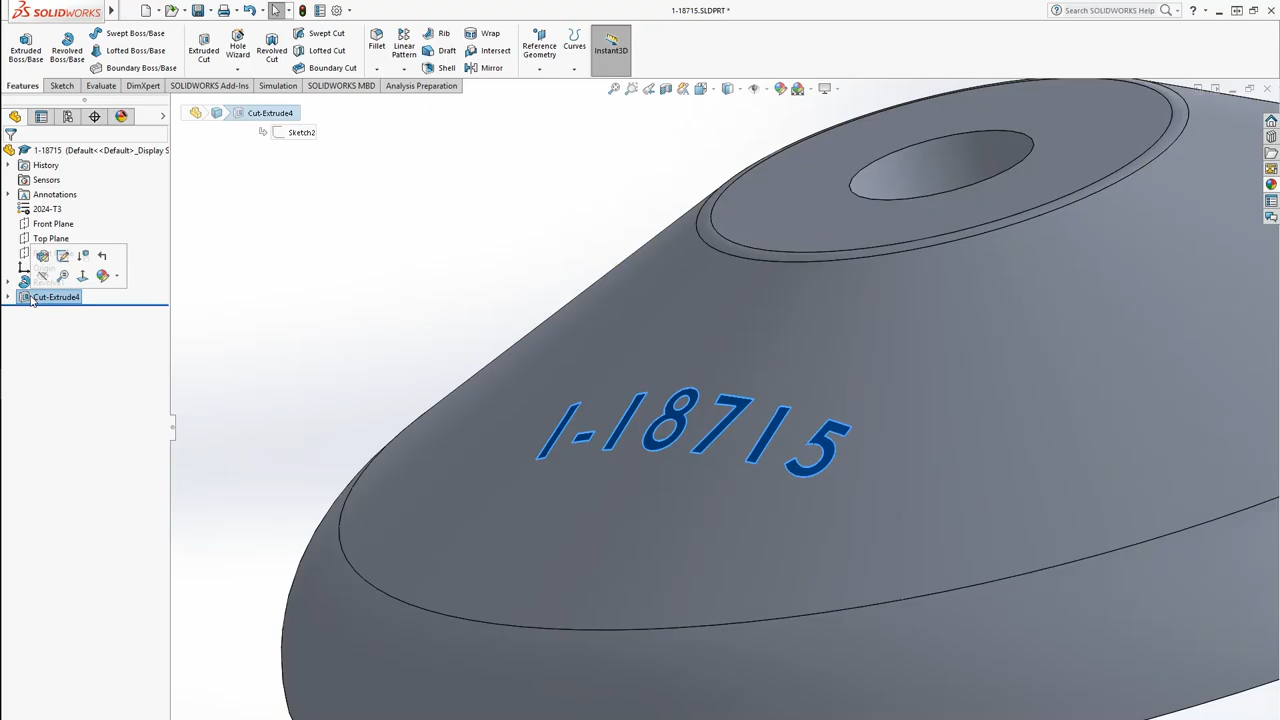 SOLIDWORKS
1-18715.SLDPRT *
Search SOLIDWORKS Help
Extruded Boss/Base
Revolved Boss/Base
Swept Boss/Base
Lofted Boss/Base
Boundary Boss/Base
Extruded Cut
Hole Wizard
Revolved Cut
Swept Cut
Lofted Cut
Boundary Cut
Fillet
Linear Pattern
Rib
Draft
Shell
Wrap
Intersect
Mirror
Reference Geometry
Curves
Instant3D
Features
Sketch
Evaluate
DimXpert
SOLIDWORKS Add-Ins
Simulation
SOLIDWORKS MBD
Analysis Preparation
Cut-Extrude4
Sketch2
1-18715 (Default<<Default>_Display S
History
Sensors
Annotations
2024-T3
Front Plane
Top Plane
Origin
Cut-Extrude4
1-18715